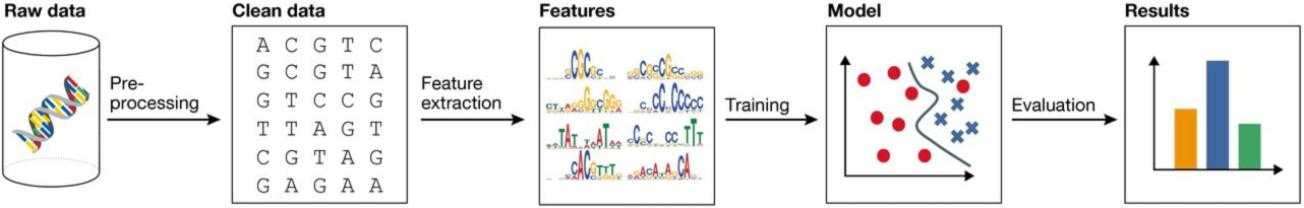 Raw data
Clean data
Features
Model
Results
Pre-
processing
A C G T C
G C G T A
G T C C G
T T A G T
C G T A G
G A G A A
Feature
extraction
Training
Evaluation